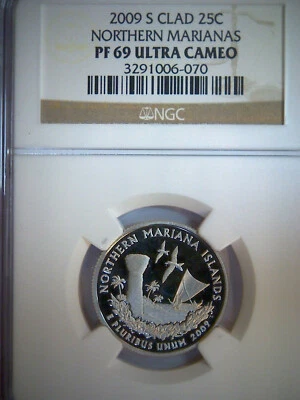 2009 S CLAD 25C
NORTHERN MARIANAS
PF 69 ULTRA CAMEO
3291006-070
NGC
NORTHERN MARIANA ISLANDS
E PLURIBUS UNUM 2009